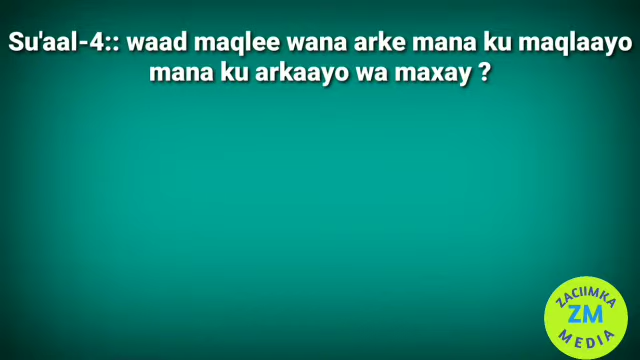 Su'aal-4:: waad maqlee wana arke mana ku maqlaayo
mana ku arkaayo wa maxay ?
ZACIIMKA
ZM
MEDIA